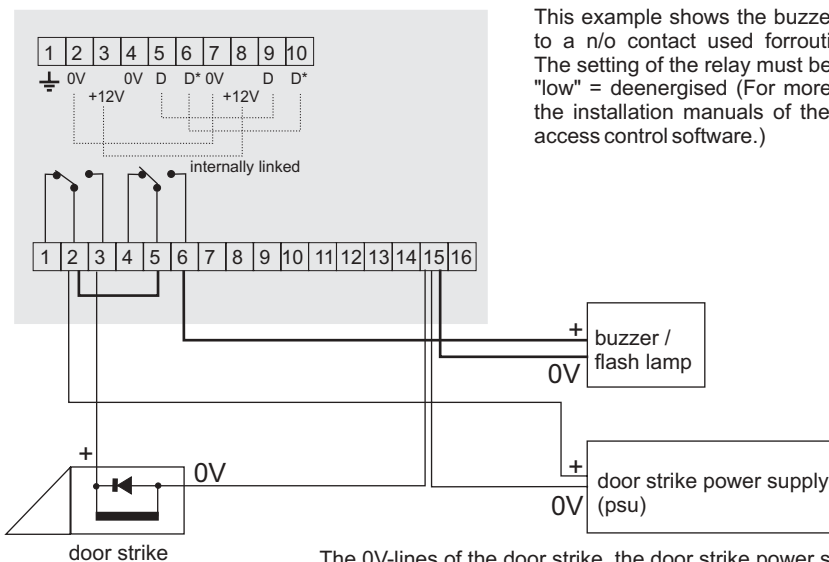 This example shows the
to a n/o contact used forrouti
The setting of the relay must be
"low" = deenergised (For more
the installation manuals of the
access control software.)
1 2 3 4 5 6 7 8 9 10
0V 0V D D* 0V D D*
+12V +12V
internally linked
1 2 3 4 5 6 7 8 9 10 11 12 13 14 15 16
+
buzzer /
flash lamp
0V
+
door strike power supply
(psu)
0V
+
0V
door strike
The 0V-lines of the door strike, the door strike power